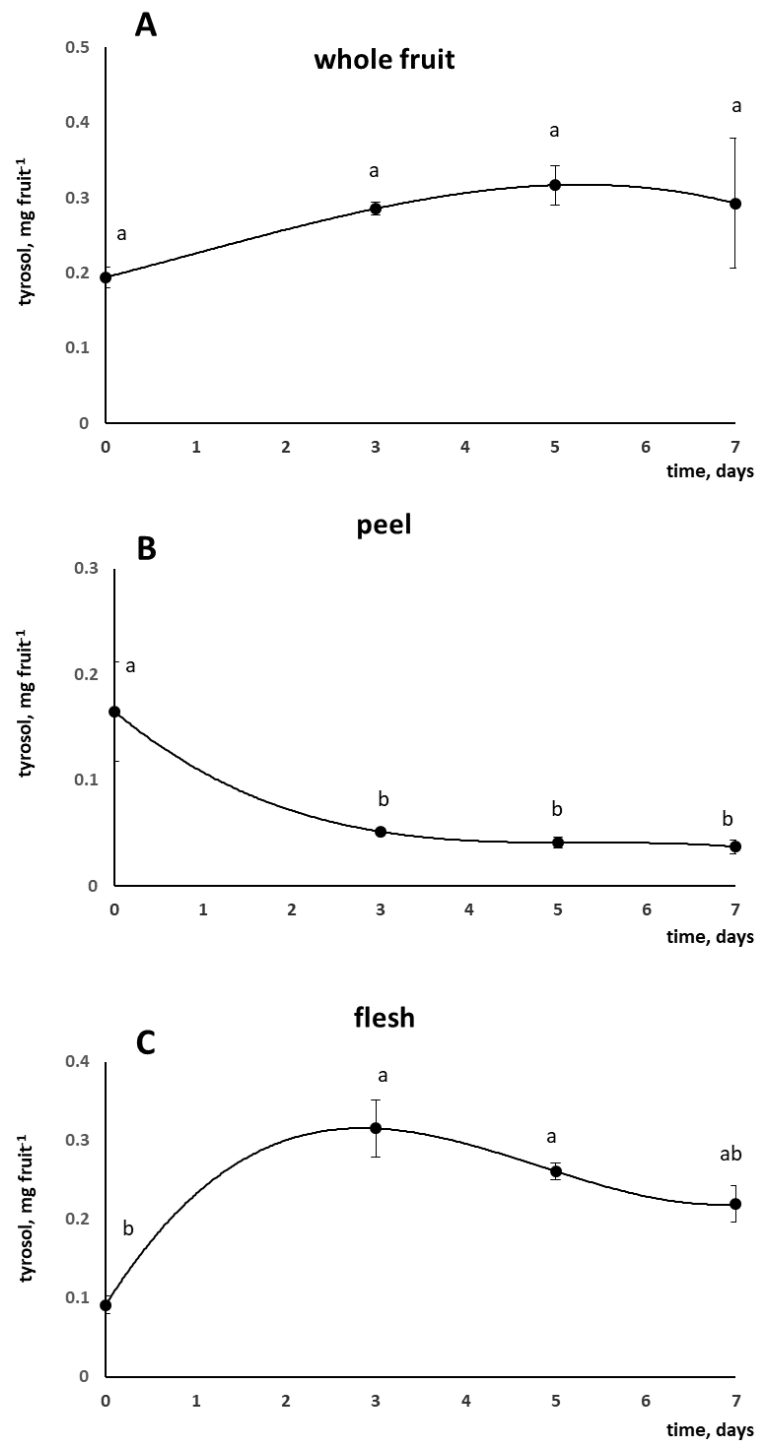 A
whole fruit
tyrosol, mg fruit⁻¹
0.5
0.4
0.3
0.2
0.1
0
a
a
a
a
0 1 2 3 4 5 6 7
time, days
peel
B
tyrosol, mg fruit⁻¹
0.3
0.2
0.1
0
a
b
b
b
0 1 2 3 4 5 6 7
time, days
flesh
C
tyrosol, mg fruit⁻¹
0.4
0.3
0.2
0.1
0
b
a
a
ab
0 1 2 3 4 5 6 7
time, days